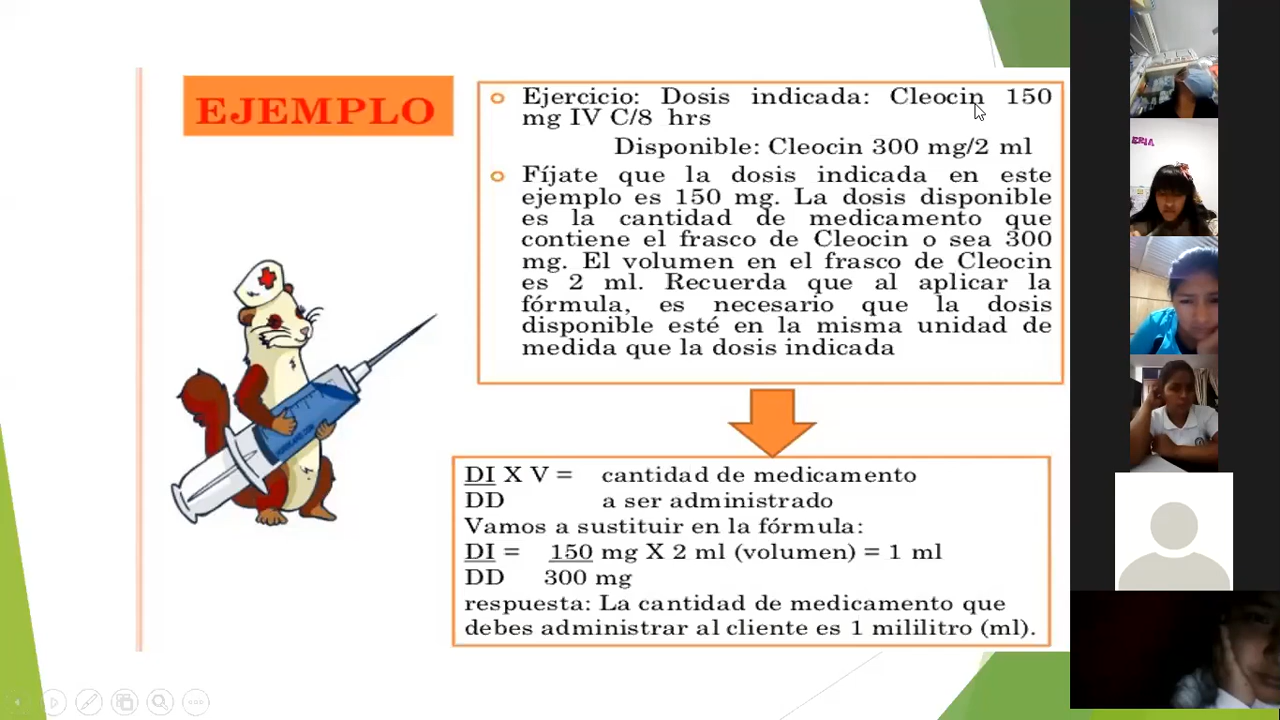 EJEMPLO
Ejercicio: Dosis indicada: Cleocin 150
mg IV C/8 hrs
Disponible: Cleocin 300 mg/2 ml
Fíjate que la dosis indicada en este
ejemplo es 150 mg. La dosis disponible
es la cantidad de medicamento que
contiene el frasco de Cleocin o sea 300
mg. El volumen en el frasco de Cleocin
es 2 ml. Recuerda que al aplicar la
fórmula, es necesario que la dosis
disponible esté en la misma unidad de
medida que la dosis indicada
DI X V = cantidad de medicamento
DD a ser administrado
Vamos a sustituir en la fórmula:
DI = 150 mg X 2 ml (volumen) = 1 ml
DD 300 mg
respuesta: La cantidad de medicamento que
debes administrar al cliente es 1 mililitro (ml).